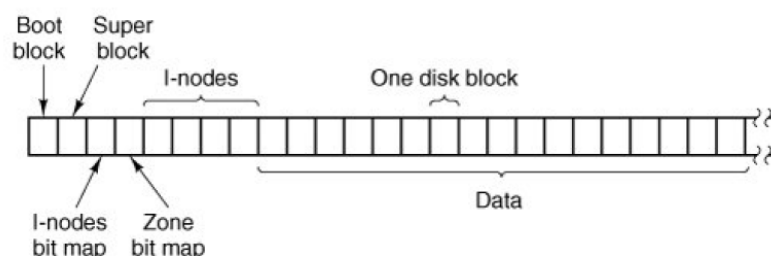 Boot
block
Super
block
I-nodes
One disk block
I-nodes
bit map
Zone
bit map
Data